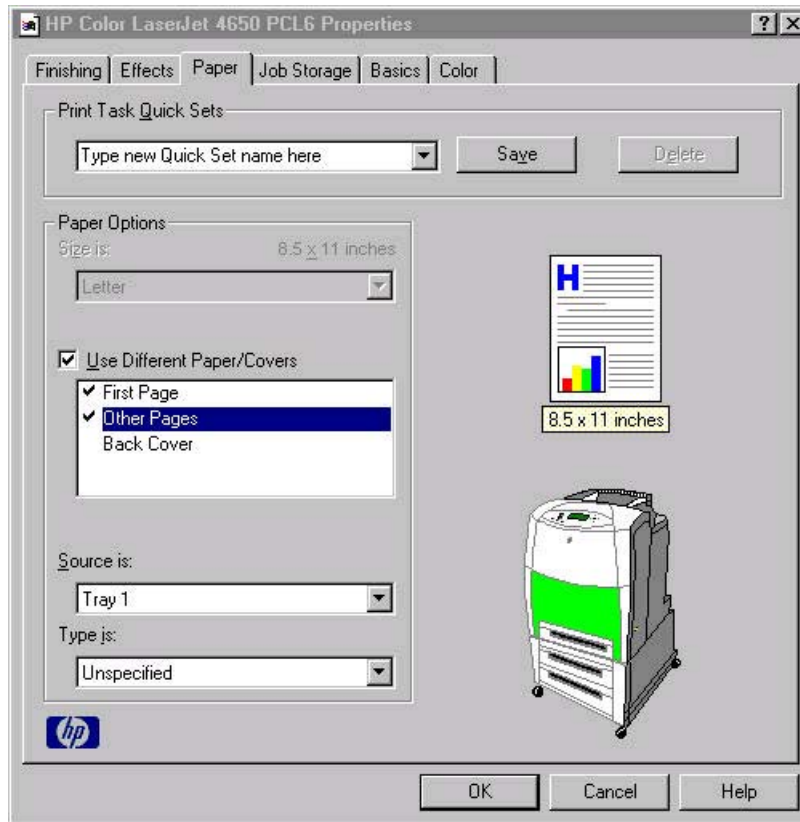 HP Color LaserJet 4650 PCL6 Properties
Finishing Effects Paper Job Storage Basics Color
Print Task Quick Sets
Type new Quick Set name here Save Delete
Paper Options
Size is: 8.5 x 11 inches
Letter
Use Different Paper/Covers
First Page
Other Pages
Back Cover
H
8.5 x 11 inches
Source is:
Tray 1
Type is:
Unspecified
hp
OK Cancel Help